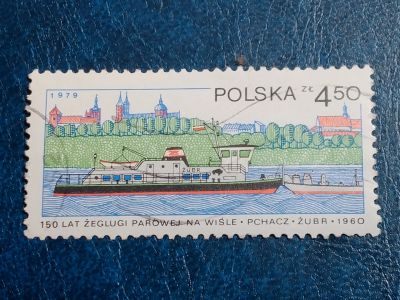 1979
POLSKA ZŁ 4.50
ŻUBR
150 LAT ŻEGLUGI PAROWEJ NA WIŚLE • PCHACZ • ŻUBR • 1960